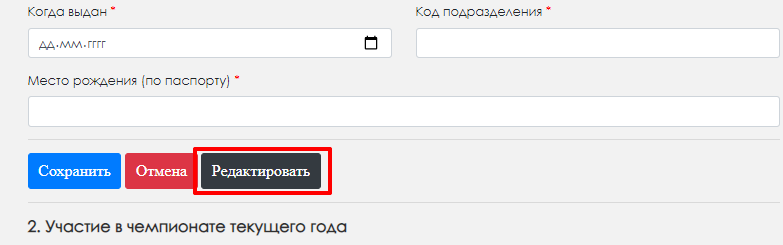 Когда выдан * Код подразделения *
дд.мм.гггг
Место рождения (по паспорту) *
Сохранить Отмена Редактировать
2. Участие в чемпионате текущего года